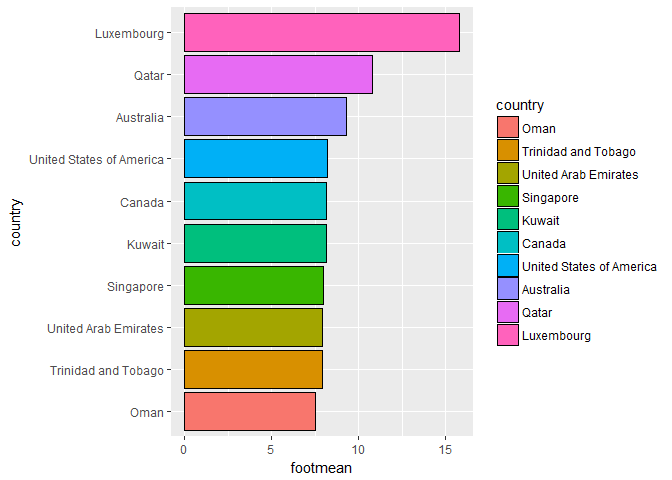 Luxembourg
Qatar
Australia
United States of America
Canada
Kuwait
Singapore
United Arab Emirates
Trinidad and Tobago
Oman
country
0 5 10 15
footmean
country
Oman
Trinidad and Tobago
United Arab Emirates
Singapore
Kuwait
Canada
United States of America
Australia
Qatar
Luxembourg